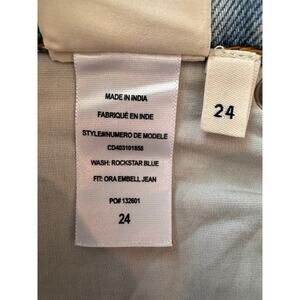 MADE IN INDIA
FABRIQUÉ EN INDE
STYLE#/NUMERO DE MODELE
CD403101858
WASH: ROCKSTAR BLUE
FIT: ORA EMBELL JEAN
PO# 132601
24
24